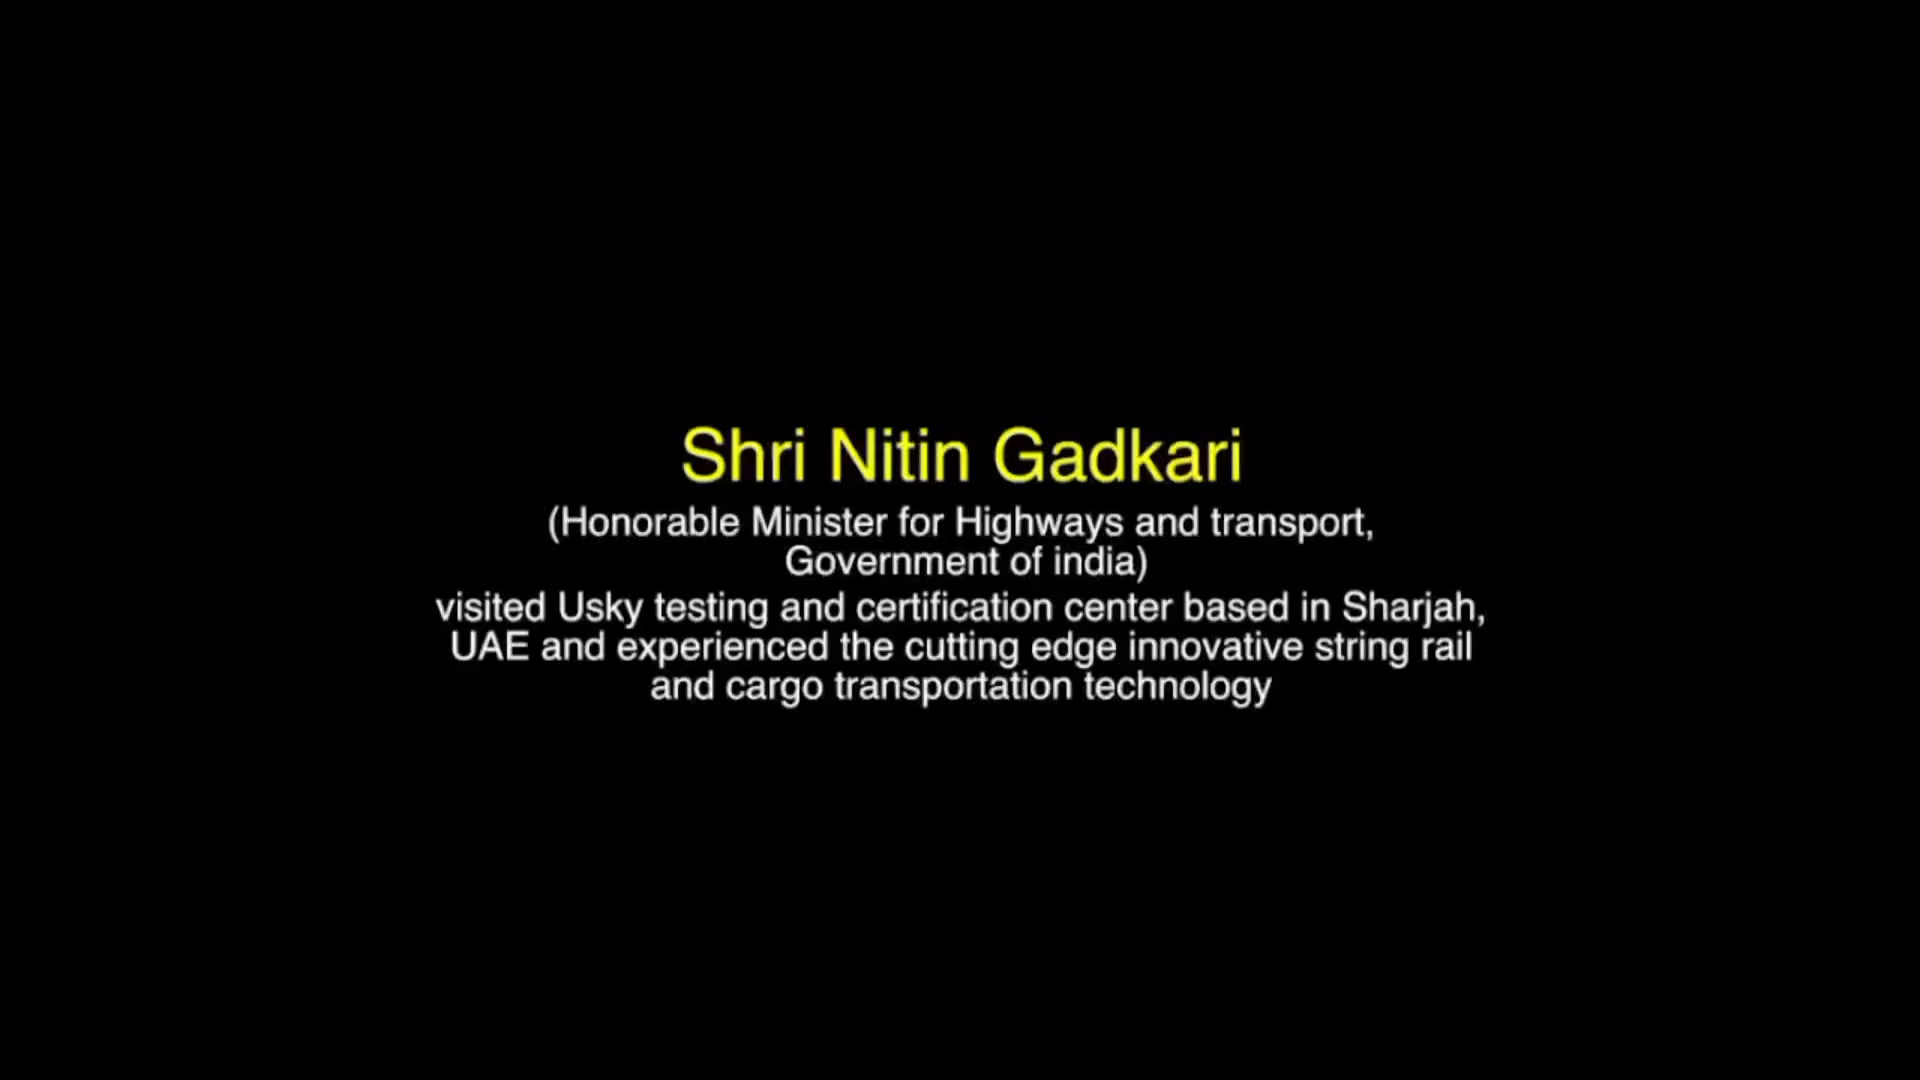 Shri Nitin Gadkari
(Honorable Minister for Highways and transport,
Government of india)
visited Usky testing and certification center based in Sharjah,
UAE and experienced the cutting edge innovative string rail
and cargo transportation technology